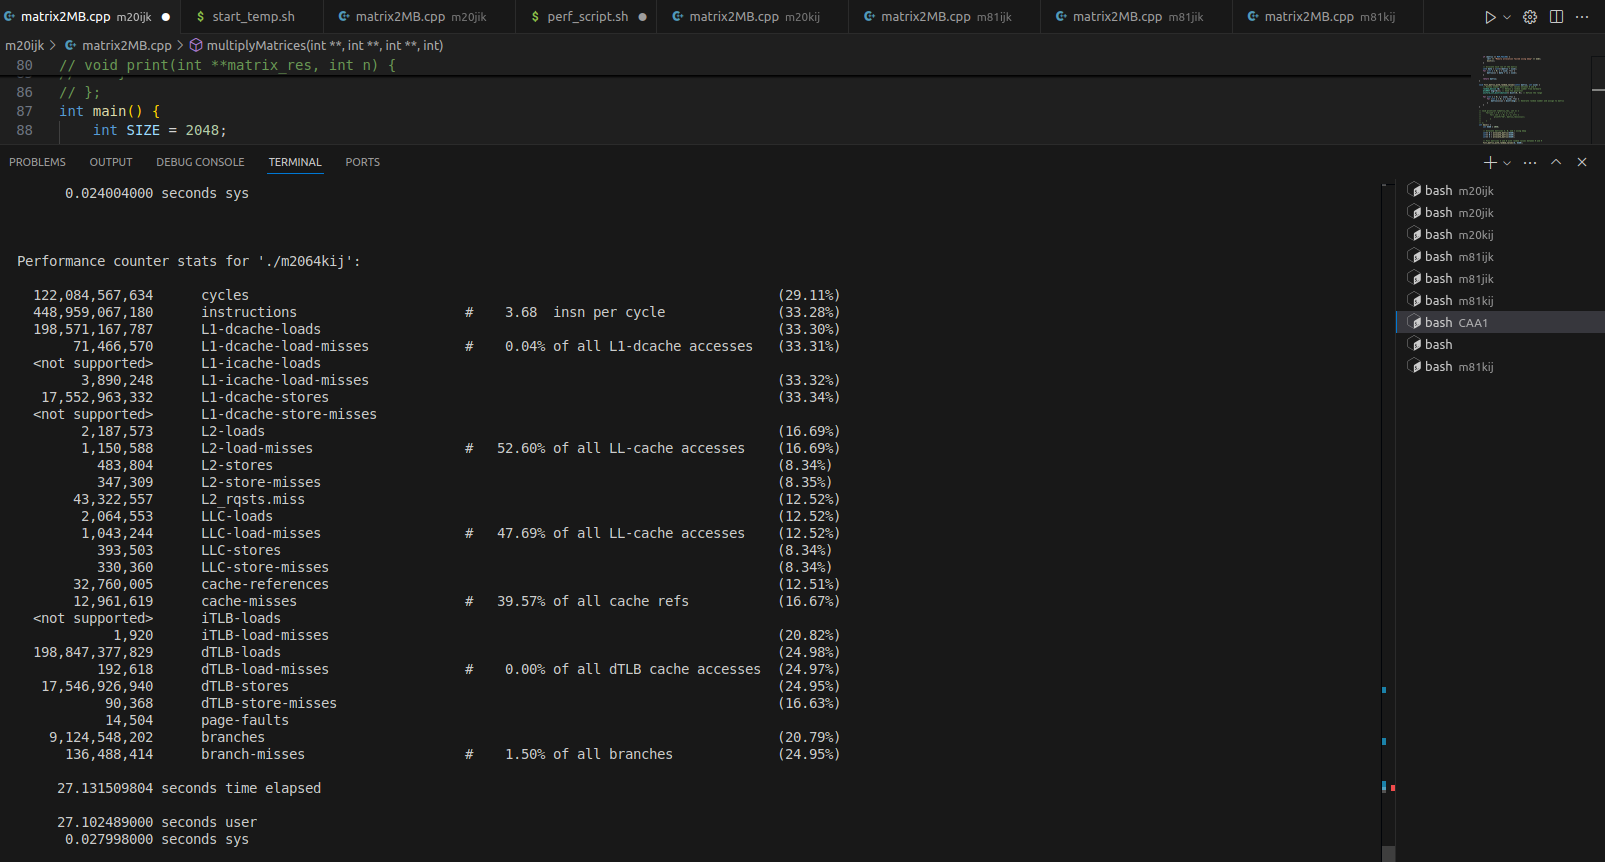 matrix2MB.cpp m20ijk ● $ start_temp.sh matrix2MB.cpp m20jik $ perf_script.sh ● matrix2MB.cpp m20kij matrix2MB.cpp m81ijk matrix2MB.cpp m81jik matrix2MB.cpp m81kij ···
m20ijk > matrix2MB.cpp > multiplyMatrices(int **, int **, int **, int)
80 // void print(int **matrix_res, int n) {
86 // };
87 int main() {
88 int SIZE = 2048;
PROBLEMS OUTPUT DEBUG CONSOLE TERMINAL PORTS
0.024004000 seconds sys
Performance counter stats for './m2064kij':
122,084,567,634 cycles (29.11%)
448,959,067,180 instructions # 3.68 insn per cycle (33.28%)
198,571,167,787 L1-dcache-loads (33.30%)
71,466,570 L1-dcache-load-misses # 0.04% of all L1-dcache accesses (33.31%)
<not supported> L1-icache-loads
3,890,248 L1-icache-load-misses (33.32%)
17,552,963,332 L1-dcache-stores (33.34%)
<not supported> L1-dcache-store-misses
2,187,573 L2-loads (16.69%)
1,150,588 L2-load-misses # 52.60% of all LL-cache accesses (16.69%)
483,804 L2-stores (8.34%)
347,309 L2-store-misses (8.35%)
43,322,557 L2_rqsts.miss (12.52%)
2,064,553 LLC-loads (12.52%)
1,043,244 LLC-load-misses # 47.69% of all LL-cache accesses (12.52%)
393,503 LLC-stores (8.34%)
330,360 LLC-store-misses (8.34%)
32,760,005 cache-references (12.51%)
12,961,619 cache-misses # 39.57% of all cache refs (16.67%)
<not supported> iTLB-loads
1,920 iTLB-load-misses (20.82%)
198,847,377,829 dTLB-loads (24.98%)
192,618 dTLB-load-misses # 0.00% of all dTLB cache accesses (24.97%)
17,546,926,940 dTLB-stores (24.95%)
90,368 dTLB-store-misses (16.63%)
14,504 page-faults
9,124,548,202 branches (20.79%)
136,488,414 branch-misses # 1.50% of all branches (24.95%)
27.131509804 seconds time elapsed
27.102489000 seconds user
0.027998000 seconds sys
bash m20ijk
bash m20jik
bash m20kij
bash m81ijk
bash m81jik
bash m81kij
bash CAA1
bash
bash m81kij